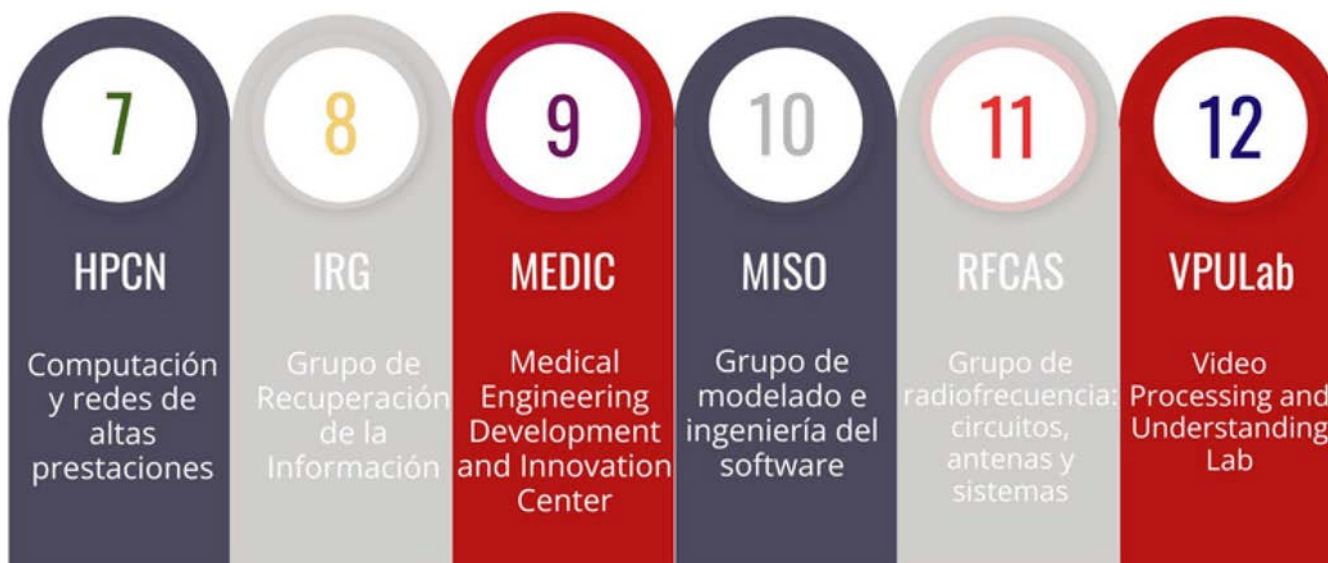 7
HPCN
Computación
y redes de
altas
prestaciones
8
IRG
Grupo de
Recuperación
de la
Información
9
MEDIC
Medical
Engineering
Development
and Innovation
Center
10
MISO
Grupo de
modelado e
ingeniería del
software
11
RFCAS
Grupo de
radiofrecuencia:
circuitos,
antenas y
sistemas
12
VPULab
Video
Processing and
Understanding
Lab